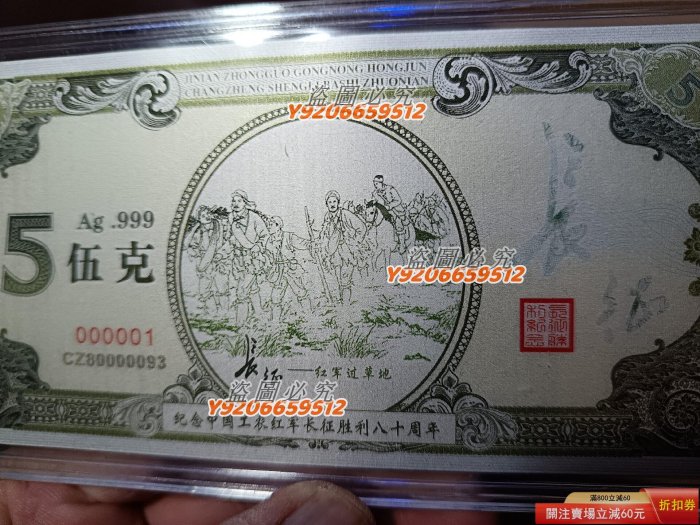 JINIAN ZHONGGUO GONGNONG HONGJUN
CHANGZHENG SHENGLI BASHI ZHOUNIAN
盗圖必究
Y9206659512
5
5
Ag .999
伍克
盗圖必究
Y9206659512
000001
CZ80000093
长征
——红军过草地
盗圖必究
Y9206659512
纪念中国工农红军长征胜利八十周年
滿800立減60
關注賣場立減60元
折扣券